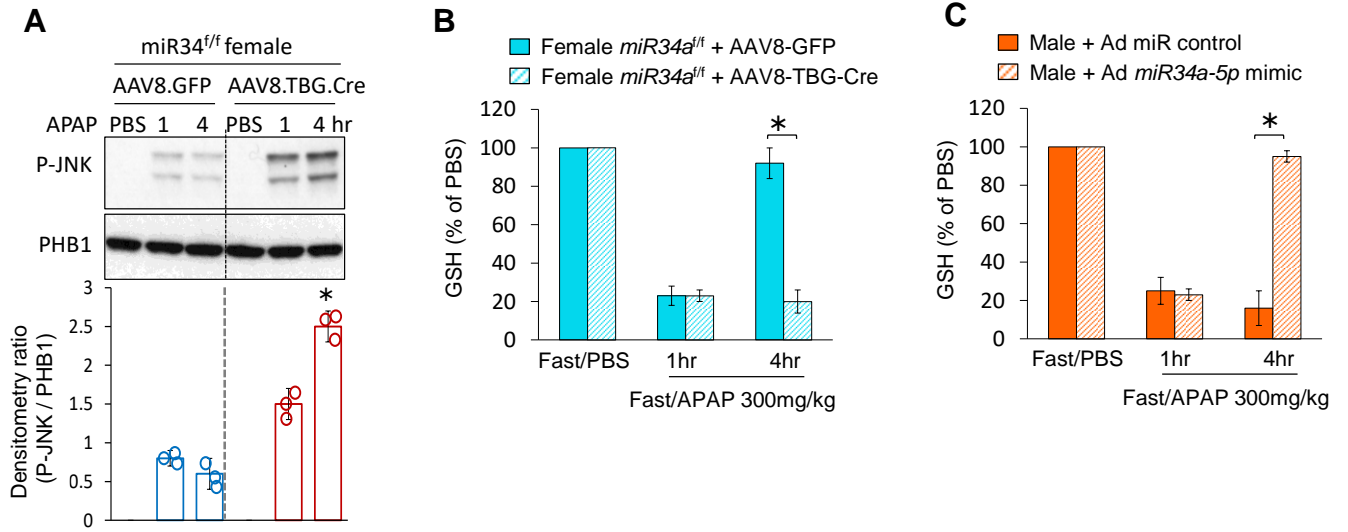 A
miR34f/f female
AAV8.GFP AAV8.TBG.Cre
APAP PBS 1 4 PBS 1 4 hr
P-JNK
PHB1
Densitometry ratio
(P-JNK / PHB1)
3
2.5
2
1.5
1
0.5
0
*
B
Female miR34af/f + AAV8-GFP
Female miR34af/f + AAV8-TBG-Cre
GSH (% of PBS)
120
100
80
60
40
20
0
*
Fast/PBS 1hr 4hr
Fast/APAP 300mg/kg
C
Male + Ad miR control
Male + Ad miR34a-5p mimic
GSH (% of PBS)
120
100
80
60
40
20
0
*
Fast/PBS 1hr 4hr
Fast/APAP 300mg/kg